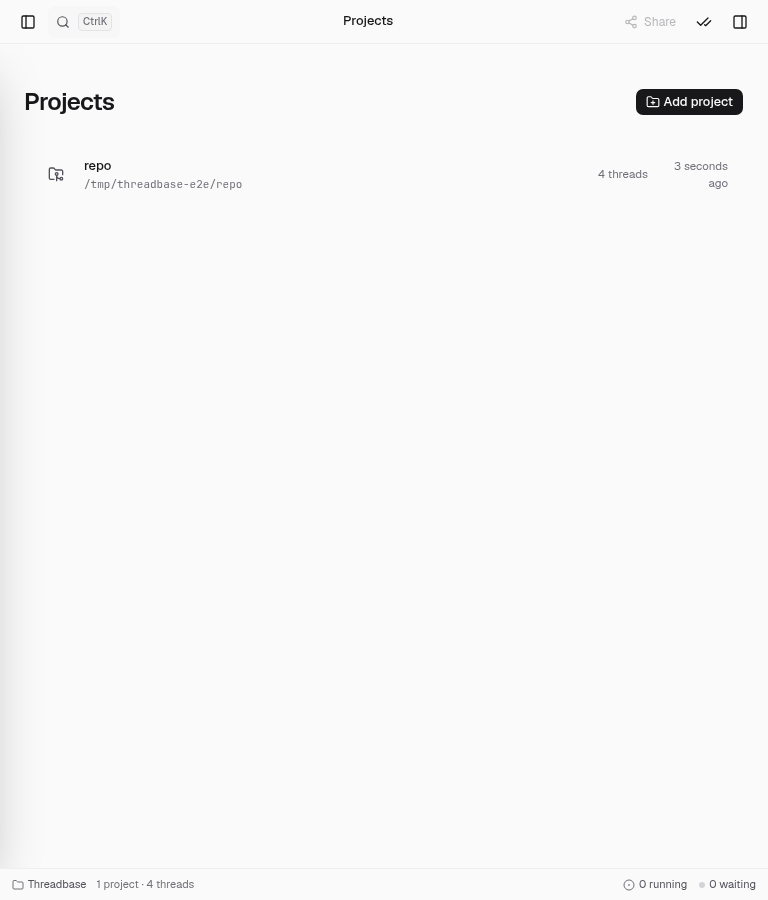 CtrlK
Projects
Share
Projects
Add project
repo
/tmp/threadbase-e2e/repo
4 threads
3 seconds
ago
Threadbase
1 project · 4 threads
0 running
0 waiting